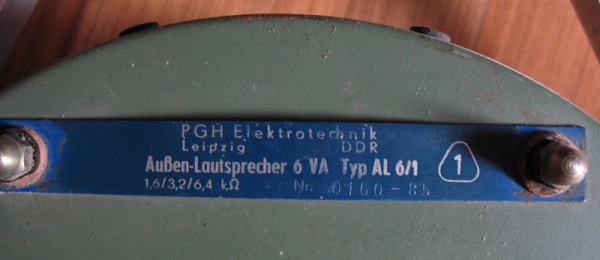 PGH Elektrotechnik
Leipzig DDR
Außen-Lautsprecher 6 VA Typ AL 6/1
1
1,6/3,2/6,4 kΩ Nr. 0160-85